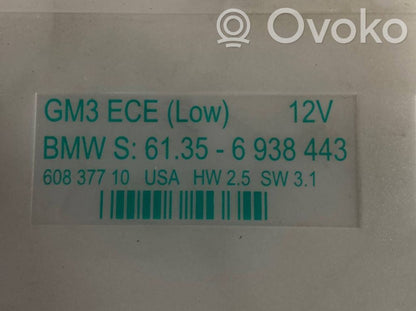 Ovoko
GM3 ECE (Low) 12V
BMW S: 61.35 - 6 938 443
608 377 10 USA HW 2.5 SW 3.1